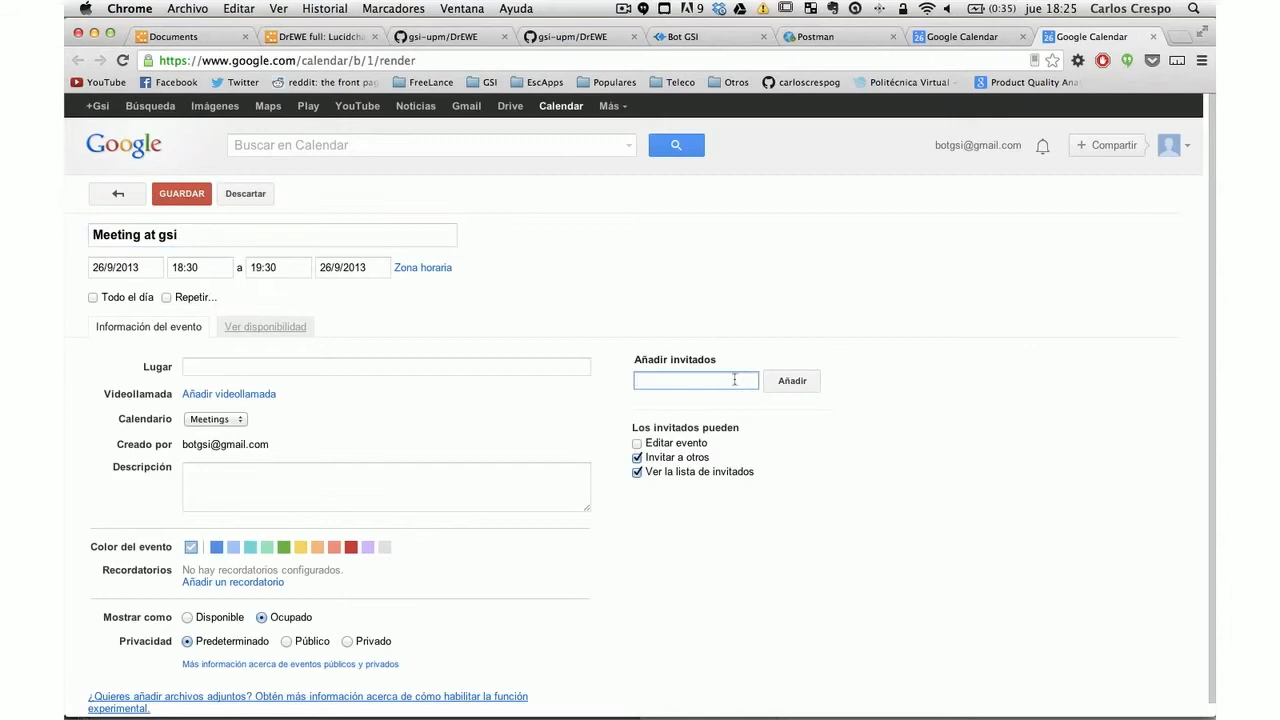 Chrome Archivo Editar Ver Historial Marcadores Ventana Ayuda 9 (0:35) jue 18:25 Carlos Crespo
Documents DrEWE full: Lucidcha gsi-upm/DrEWE gsi-upm/DrEWE Bot GSI Postman Google Calendar Google Calendar
https://www.google.com/calendar/b/1/render
YouTube Facebook Twitter reddit: the front pag FreeLance GSI EscApps Populares Teleco Otros carloscrespog Politécnica Virtual - Product Quality Ana
+Gsi Búsqueda Imágenes Maps Play YouTube Noticias Gmail Drive Calendar Más
Google Buscar en Calendar botgsi@gmail.com + Compartir
GUARDAR Descartar
Meeting at gsi
26/9/2013 18:30 a 19:30 26/9/2013 Zona horaria
Todo el día Repetir...
Información del evento Ver disponibilidad
Añadir invitados
Lugar
Añadir
Videollamada Añadir videollamada
Calendario Meetings
Los invitados pueden
Creado por botgsi@gmail.com
Editar evento
Invitar a otros
Descripción
Ver la lista de invitados
Color del evento
Recordatorios No hay recordatorios configurados.
Añadir un recordatorio
Mostrar como Disponible Ocupado
Privacidad Predeterminado Público Privado
Más información acerca de eventos públicos y privados
¿Quieres añadir archivos adjuntos? Obtén más información acerca de cómo habilitar la función
experimental.